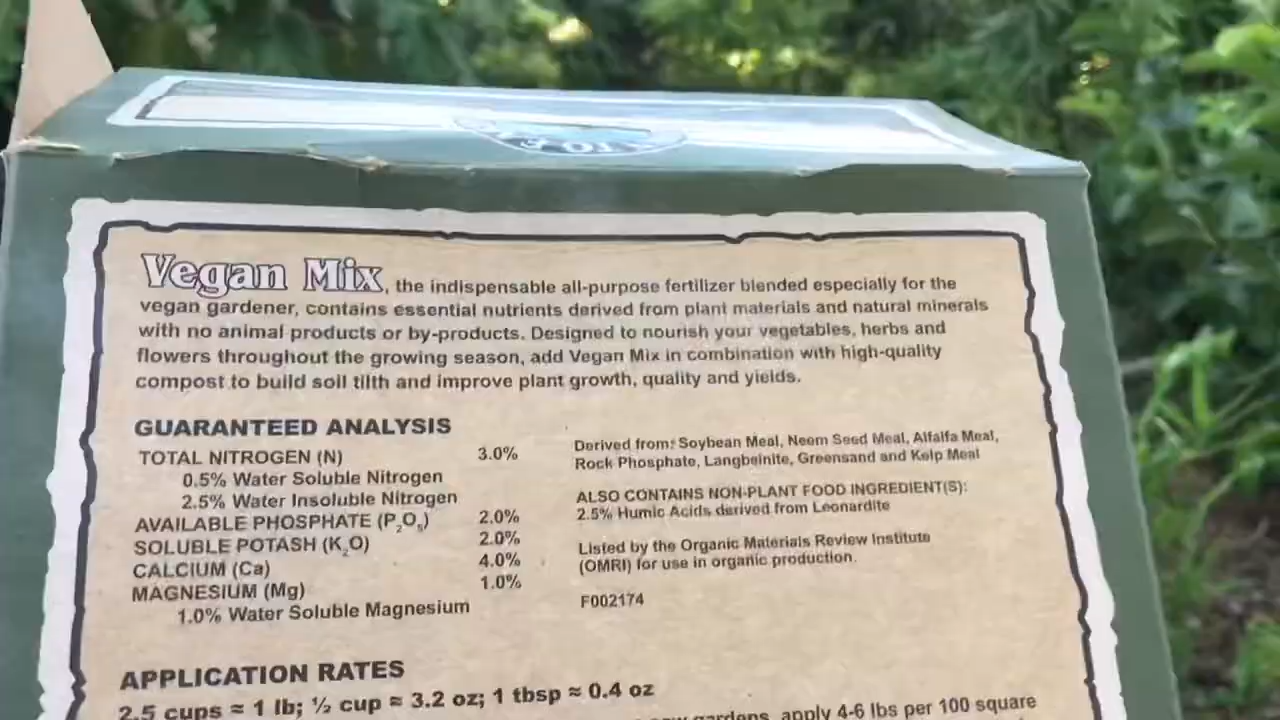 Vegan Mix, the indispensable all-purpose fertilizer blended especially for the
vegan gardener, contains essential nutrients derived from plant materials and natural minerals
with no animal products or by-products. Designed to nourish your vegetables, herbs and
flowers throughout the growing season, add Vegan Mix in combination with high-quality
compost to build soil tilth and improve plant growth, quality and yields.
GUARANTEED ANALYSIS
TOTAL NITROGEN (N) 3.0%
0.5% Water Soluble Nitrogen
2.5% Water Insoluble Nitrogen
AVAILABLE PHOSPHATE (P₂O₅) 2.0%
SOLUBLE POTASH (K₂O) 2.0%
CALCIUM (Ca) 4.0%
MAGNESIUM (Mg) 1.0%
1.0% Water Soluble Magnesium
Derived from: Soybean Meal, Neem Seed Meal, Alfalfa Meal,
Rock Phosphate, Langbeinite, Greensand and Kelp Meal
ALSO CONTAINS NON-PLANT FOOD INGREDIENT(S):
2.5% Humic Acids derived from Leonardite
Listed by the Organic Materials Review Institute
(OMRI) for use in organic production.
F002174
APPLICATION RATES
2.5 cups ≈ 1 lb; ½ cup ≈ 3.2 oz; 1 tbsp ≈ 0.4 oz
gardens, apply 4-6 lbs per 100 square